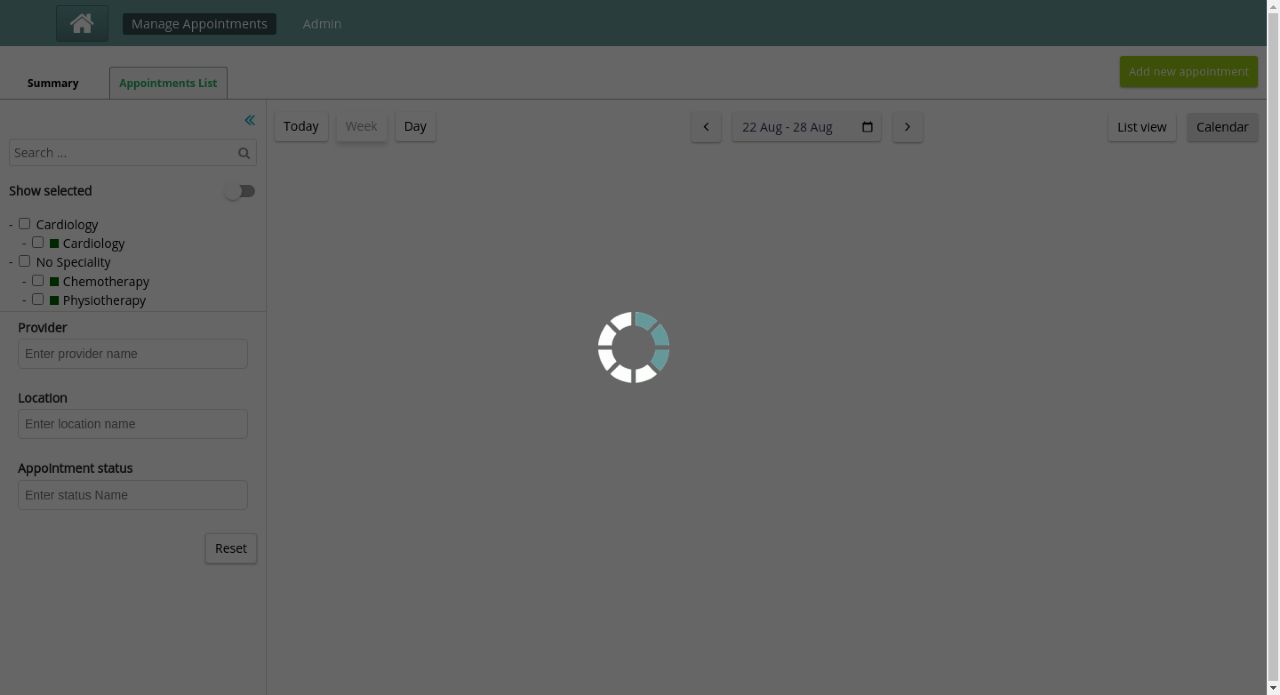 Manage Appointments
Admin
Summary
Appointments List
Add new appointment
Today
Week
Day
22 Aug - 28 Aug
List view
Calendar
Search ...
Show selected
- Cardiology
- Cardiology
- No Speciality
- Chemotherapy
- Physiotherapy
Provider
Enter provider name
Location
Enter location name
Appointment status
Enter status Name
Reset